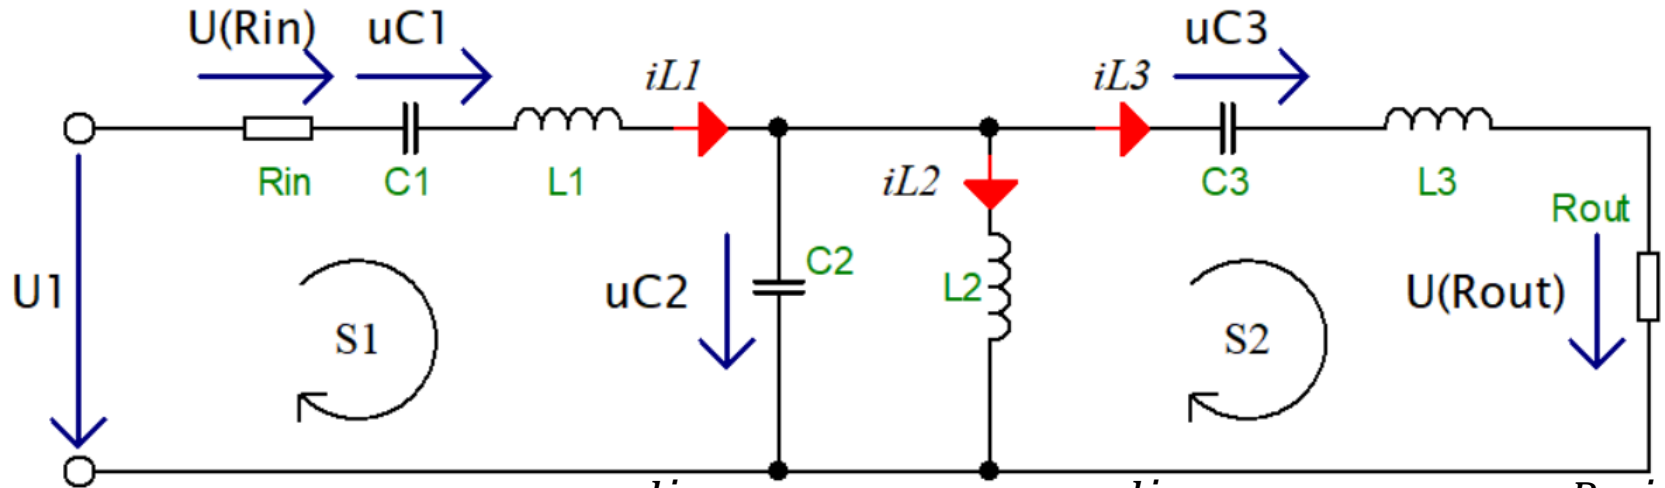 U(Rin) uC1 iL1 iL3 uC3
Rin C1 L1 iL2 C3 L3 Rout
U1 S1 uC2 C2 L2 S2 U(Rout)